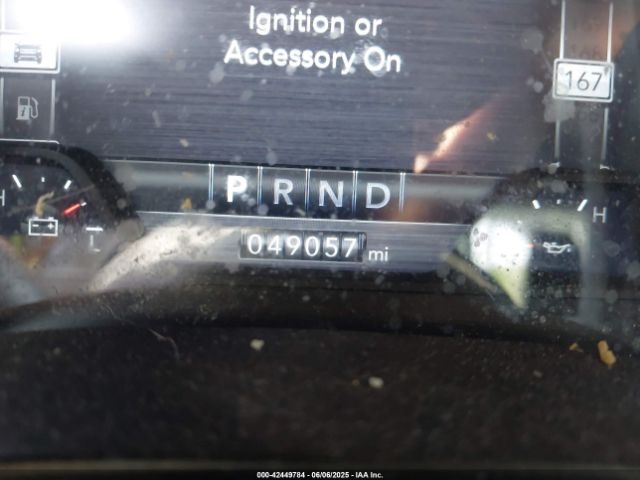 Ignition or
Accessory On
167
P R N D
H
H
L
049057 mi
000-42449784 - 06/06/2025 - IAA Inc.